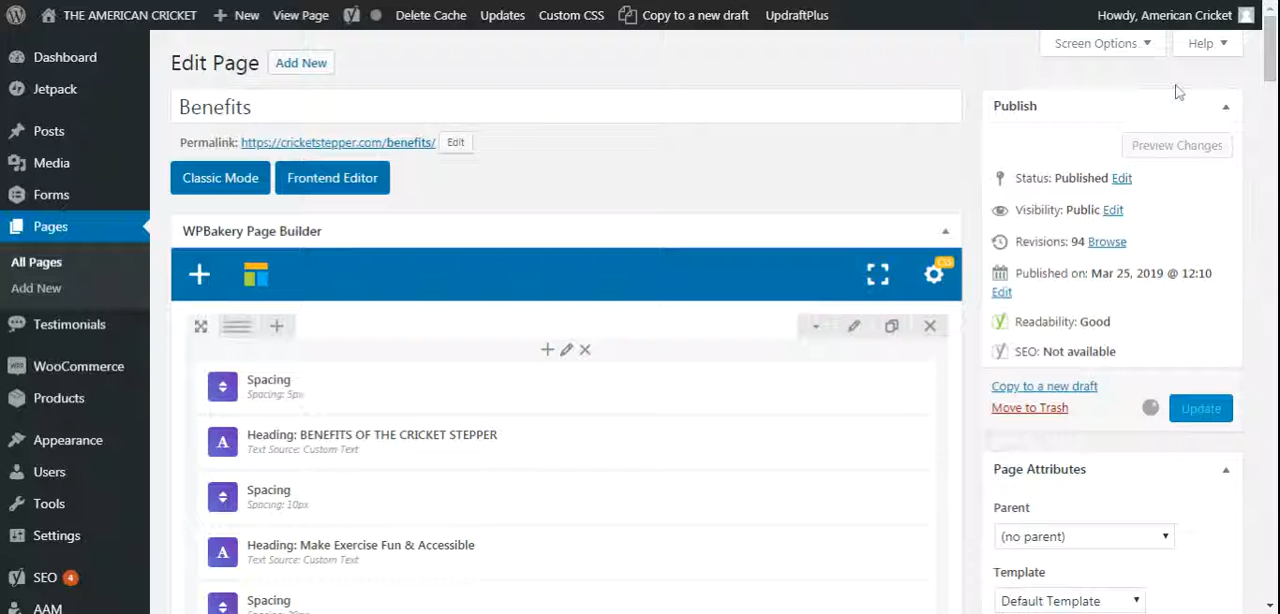 THE AMERICAN CRICKET New View Page Delete Cache Updates Custom CSS Copy to a new draft UpdraftPlus Howdy, American Cricket
Screen Options Help
Dashboard
Jetpack
Posts
Media
Forms
Pages
All Pages
Add New
Testimonials
WooCommerce
Products
Appearance
Users
Tools
Settings
SEO 4
AAM
Edit Page Add New
Benefits
Permalink: https://cricketstepper.com/benefits/ Edit
Classic Mode Frontend Editor
WPBakery Page Builder
Spacing
Spacing: 5px
Heading: BENEFITS OF THE CRICKET STEPPER
Text Source: Custom Text
Spacing
Spacing: 10px
Heading: Make Exercise Fun & Accessible
Text Source: Custom Text
Spacing
Publish
Preview Changes
Status: Published Edit
Visibility: Public Edit
Revisions: 94 Browse
Published on: Mar 25, 2019 @ 12:10
Edit
Readability: Good
SEO: Not available
Copy to a new draft
Move to Trash Update
Page Attributes
Parent
(no parent)
Template
Default Template